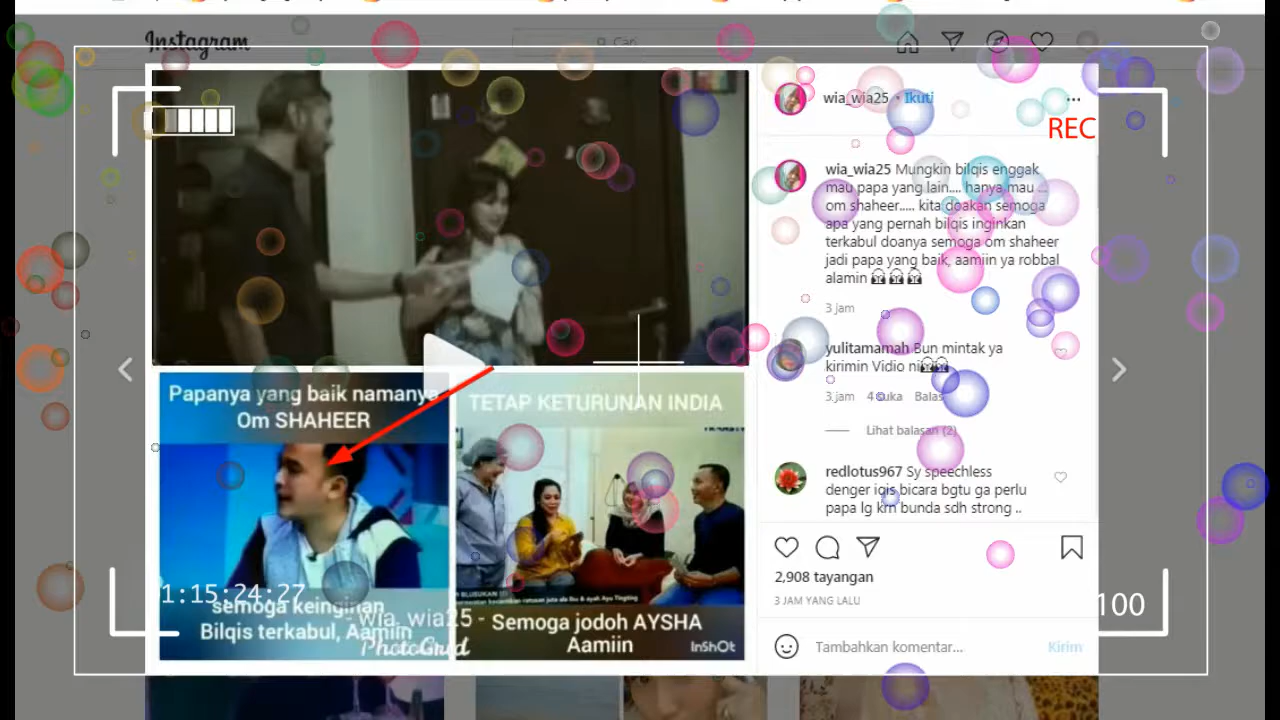 Instagram
Cari
wia_wia25 • Ikuti
...
REC
wia_wia25 Mungkin bilqis enggak
mau papa yang lain.... hanya mau ...
om shaheer..... kita doakan semoga
apa yang pernah bilqis inginkan
terkabul doanya semoga om shaheer
jadi papa yang baik, aamiin ya robbal
alamin
3 jam
yulitamamah Bun mintak ya
kirimin Vidio ni
3 jam 4 suka Balas
Lihat balasan (2)
redlotus967 Sy speechless
denger iqis bicara bgtu ga perlu
papa lg krn bunda sdh strong ..
2,908 tayangan
3 JAM YANG LALU
Tambahkan komentar... Kirim
Papanya yang baik namanya
Om SHAHEER
TETAP KETURUNAN INDIA
1:15:24:27
semoga keinginan
Bilqis terkabul, Aamiin
- wia_wia25 -
PhotoGrid
Semoga jodoh AYSHA
Aamiin
InShOt
100